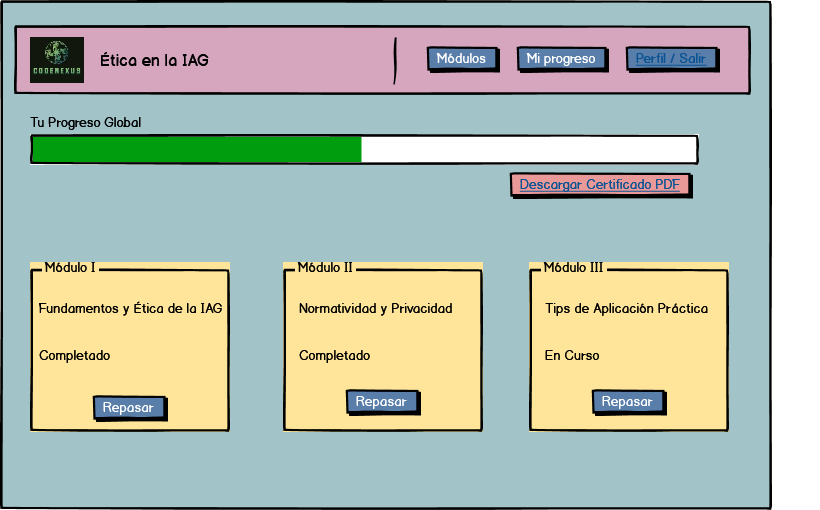 CODENEXUS
Ética en la IAG
Módulos
Mi progreso
Perfil / Salir
Tu Progreso Global
Descargar Certificado PDF
Módulo I
Fundamentos y Ética de la IAG
Completado
Repasar
Módulo II
Normatividad y Privacidad
Completado
Repasar
Módulo III
Tips de Aplicación Práctica
En Curso
Repasar